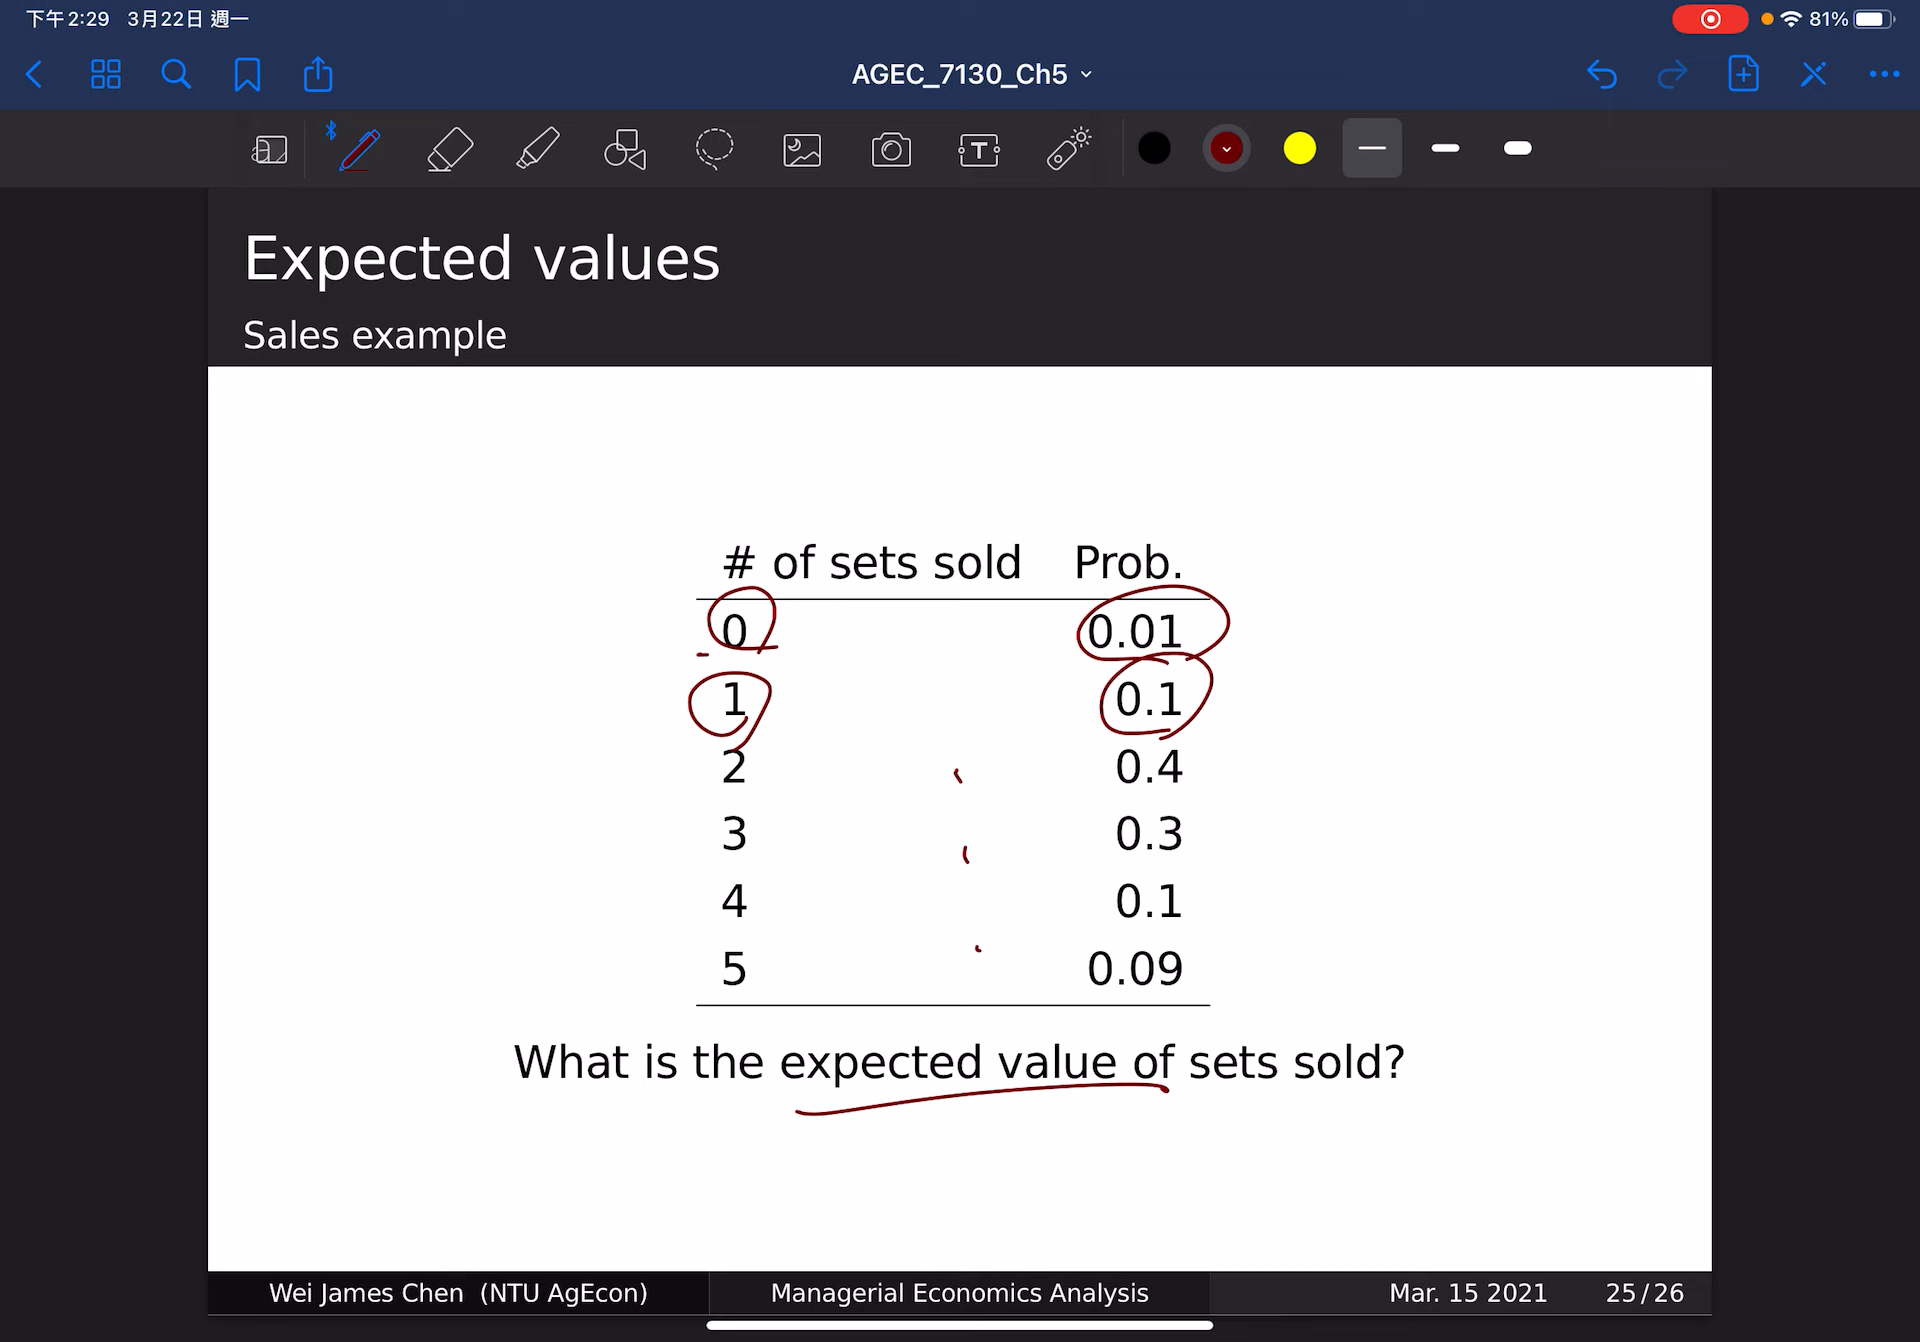 下午2:29 3月22日 週一 81%
AGEC_7130_Ch5
Expected values
Sales example
# of sets sold Prob.
0 0.01
1 0.1
2 0.4
3 0.3
4 0.1
5 0.09
What is the expected value of sets sold?
Wei James Chen (NTU AgEcon) Managerial Economics Analysis Mar. 15 2021 25/26